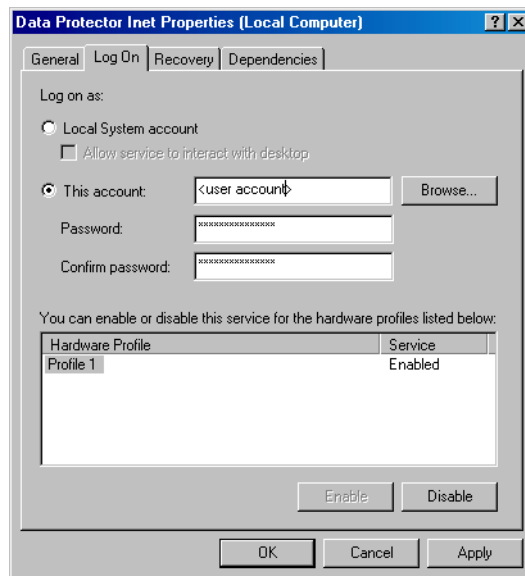 Data Protector Inet Properties (Local Computer)
General Log On Recovery Dependencies
Log on as:
Local System account
Allow service to interact with desktop
This account: <user account> Browse...
Password: ***************
Confirm password: ***************
You can enable or disable this service for the hardware profiles listed below:
Hardware Profile Service
Profile 1 Enabled
Enable Disable
OK Cancel Apply